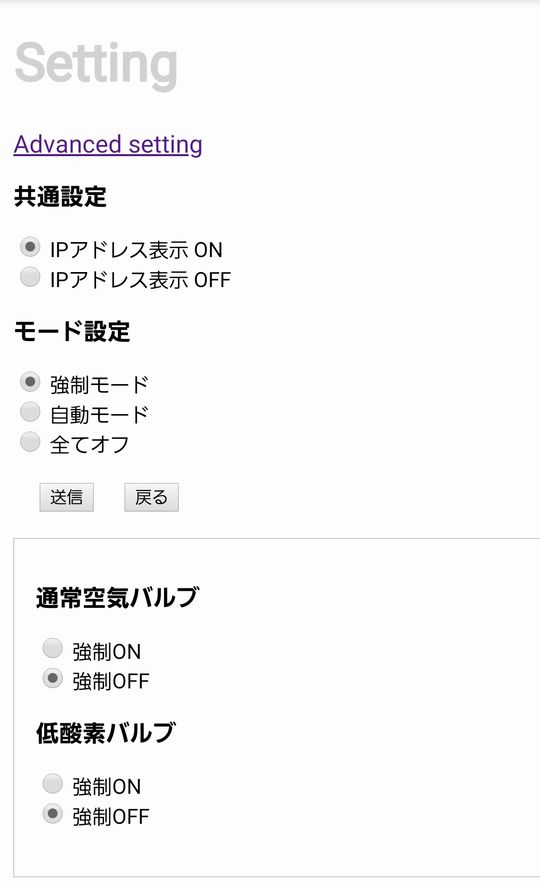 Setting
Advanced setting
共通設定
IPアドレス表示 ON
IPアドレス表示 OFF
モード設定
強制モード
自動モード
全てオフ
送信 戻る
通常空気バルブ
強制ON
強制OFF
低酸素バルブ
強制ON
強制OFF